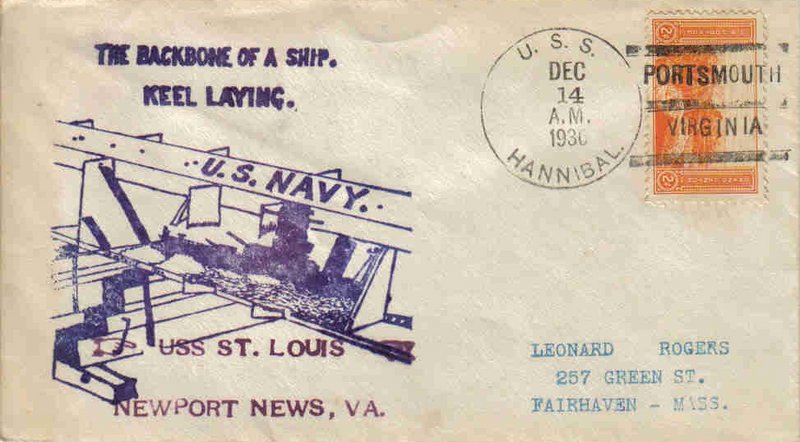 THE BACKBONE OF A SHIP.
KEEL LAYING.
U.S. NAVY.
USS ST. LOUIS
NEWPORT NEWS, VA.
U. S. S.
DEC
14
A.M.
1936
HANNIBAL.
PORTSMOUTH
VIRGINIA
LEONARD ROGERS
257 GREEN ST.
FAIRHAVEN - MASS.